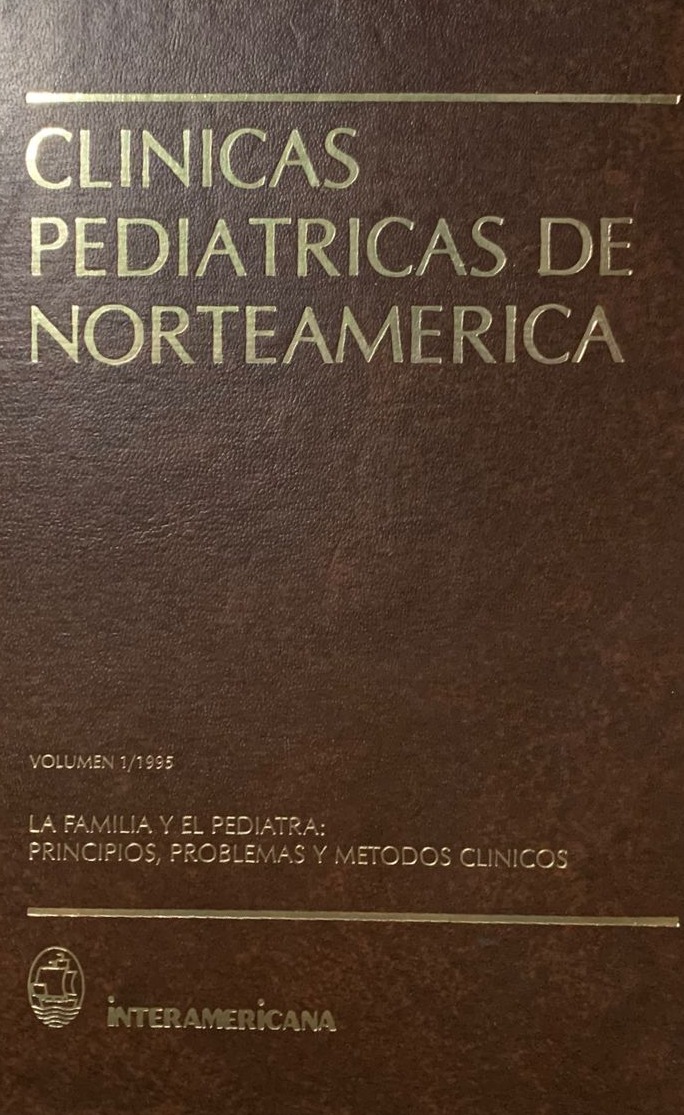 CLINICAS
PEDIATRICAS DE
NORTEAMERICA
VOLUMEN 1/1995
LA FAMILIA Y EL PEDIATRA:
PRINCIPIOS, PROBLEMAS Y METODOS CLINICOS
INTERAMERICANA